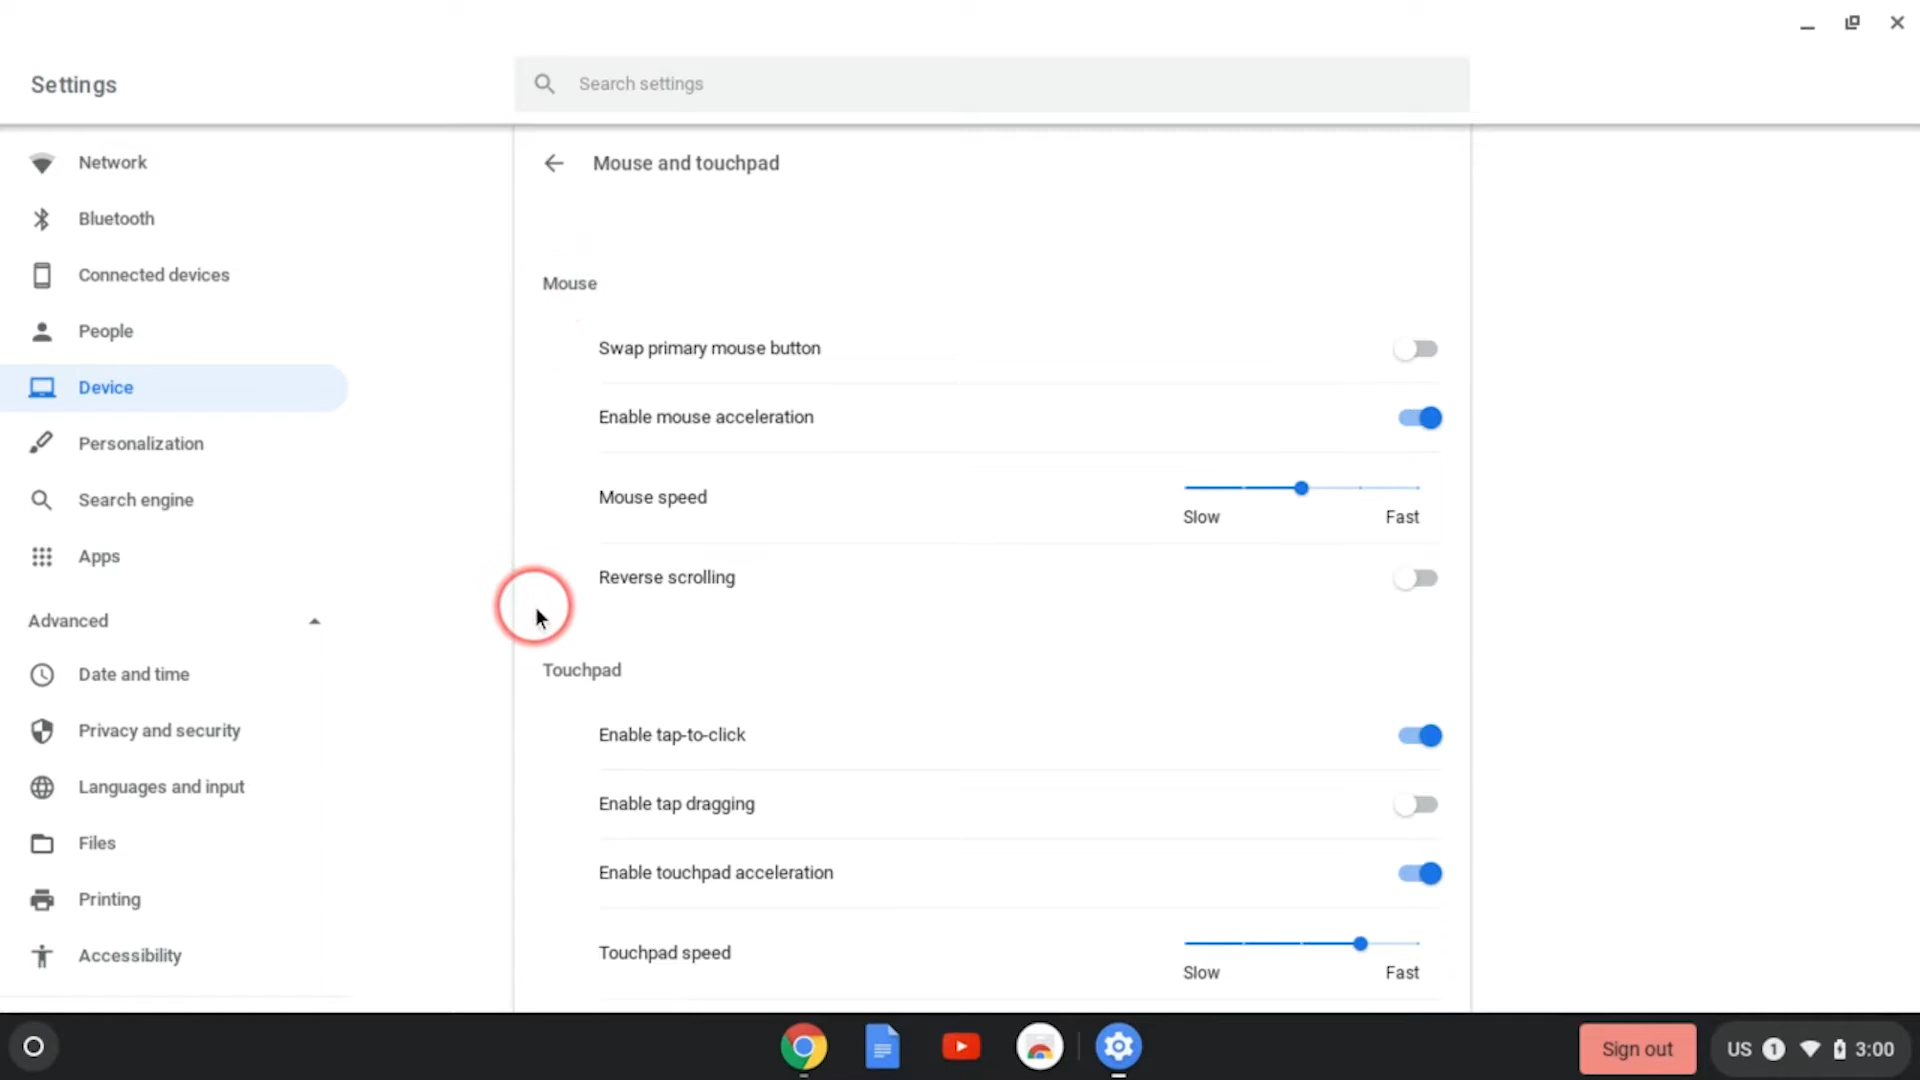 Settings
Search settings
Network
Bluetooth
Connected devices
People
Device
Personalization
Search engine
Apps
Advanced
Date and time
Privacy and security
Languages and input
Files
Printing
Accessibility
Mouse and touchpad
Mouse
Swap primary mouse button
Enable mouse acceleration
Mouse speed
Slow Fast
Reverse scrolling
Touchpad
Enable tap-to-click
Enable tap dragging
Enable touchpad acceleration
Touchpad speed
Slow Fast
Sign out
US 1 3:00